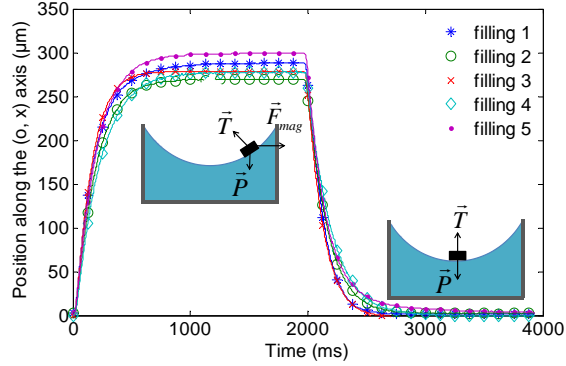 Position along the (o, x) axis (µm)
350
300
250
200
150
100
50
0
0
1000
2000
3000
4000
Time (ms)
filling 1
filling 2
filling 3
filling 4
filling 5
T⃗
F⃗mag
P⃗
T⃗
P⃗